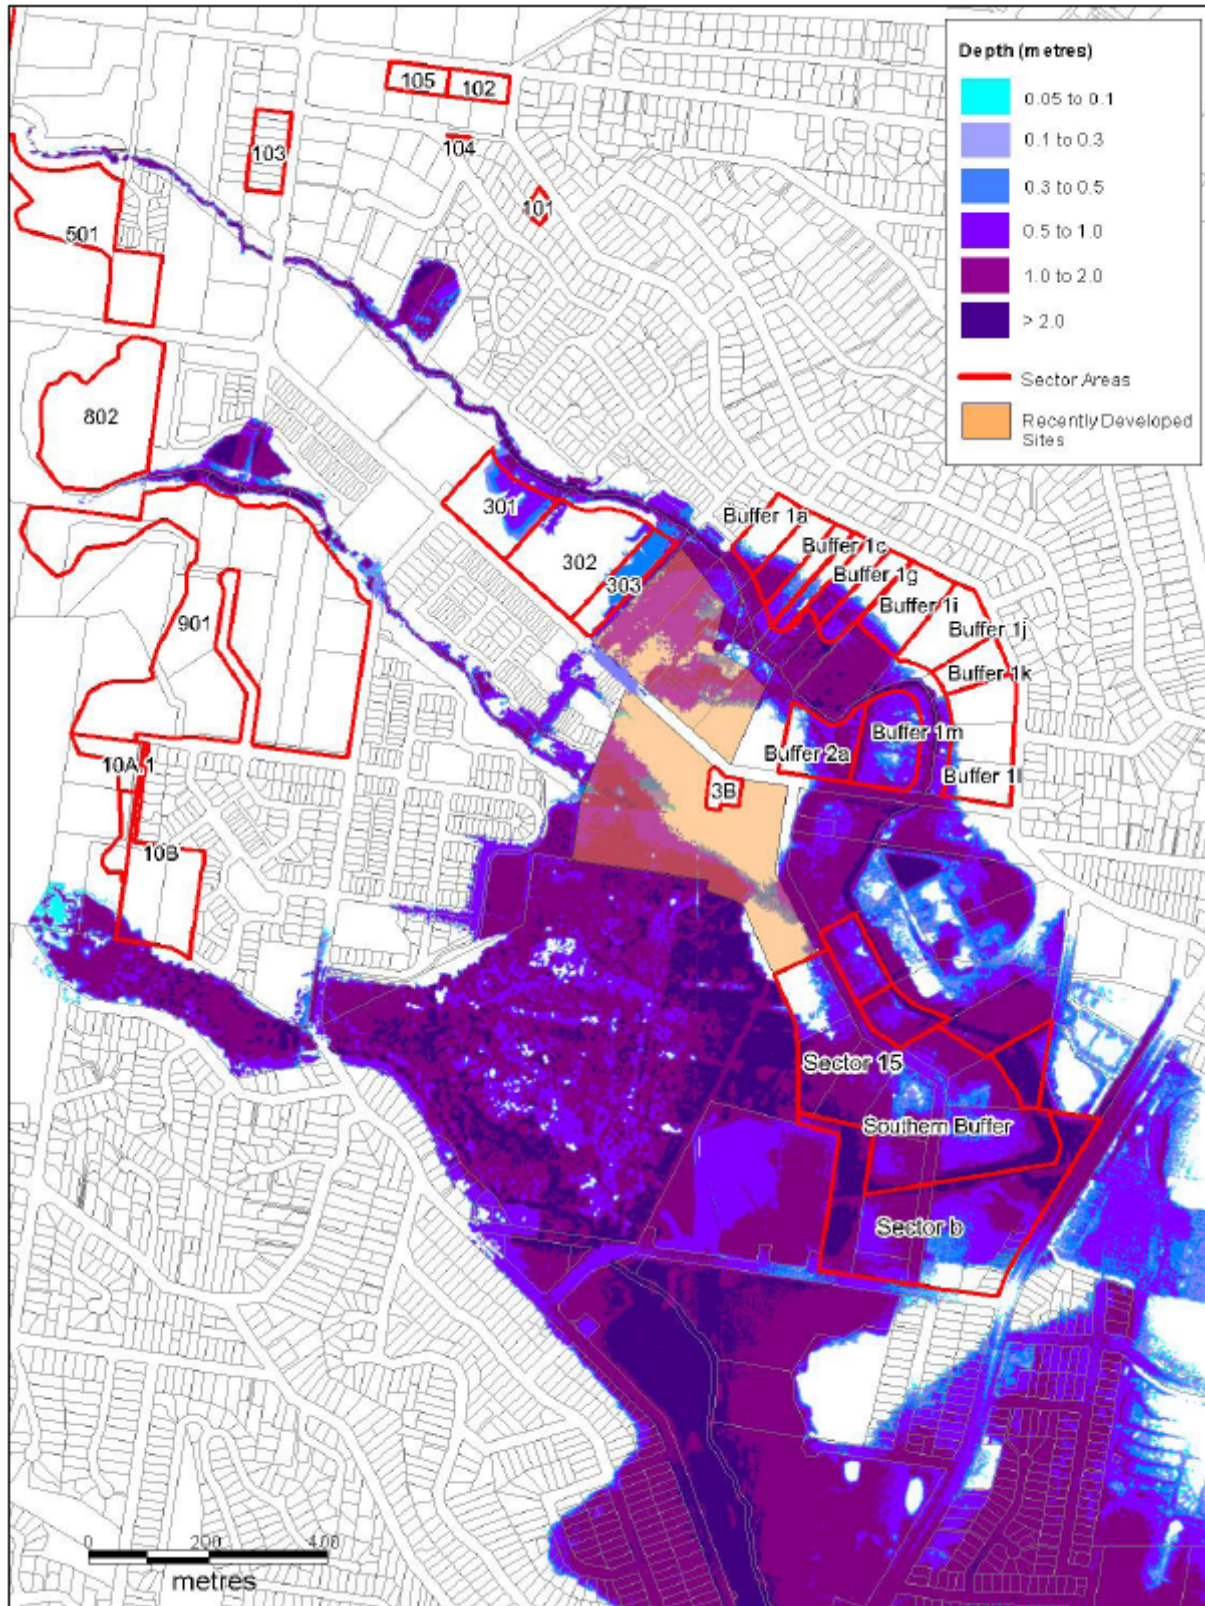 Depth (metres)
0.05 to 0.1
0.1 to 0.3
0.3 to 0.5
0.5 to 1.0
1.0 to 2.0
> 2.0
Sector Areas
Recently Developed
Sites
105
102
103
104
101
501
802
301
302
303
901
Buffer 1a
Buffer 1c
Buffer 1g
Buffer 1i
Buffer 1j
Buffer 1k
Buffer 1m
Buffer 2a
Buffer 1l
3B
10A 1
10B
Sector 15
Southern Buffer
Sector b
0 200 400
metres